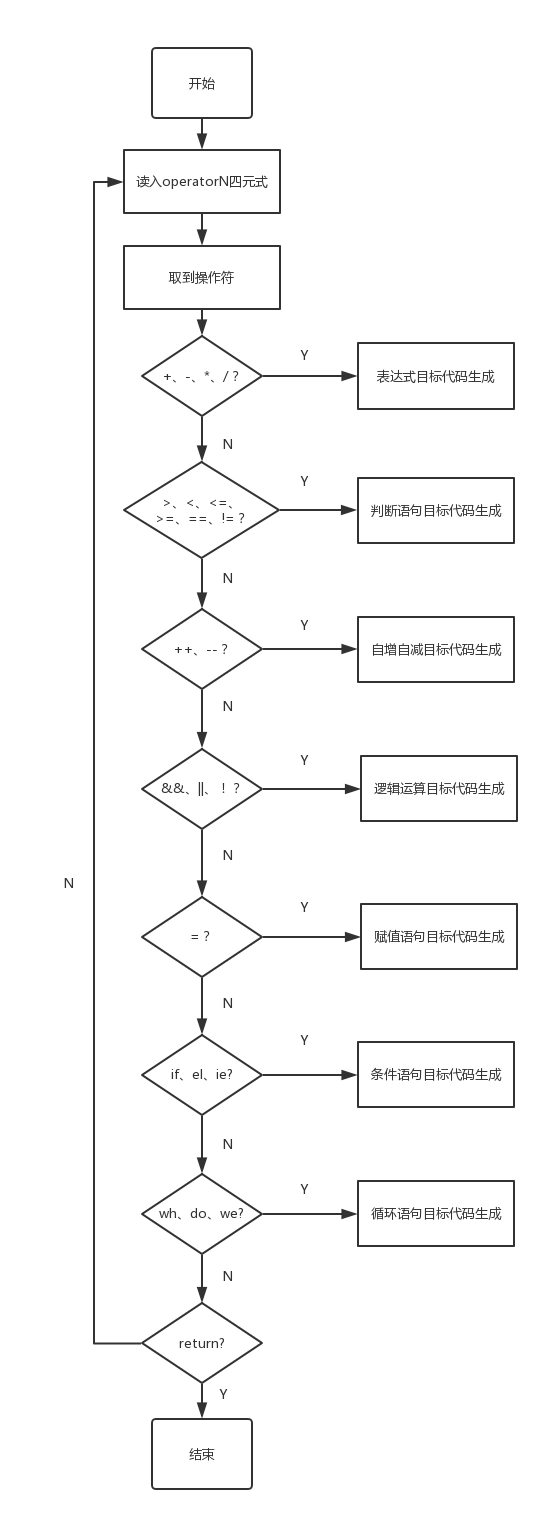 开始
读入operatorN四元式
取到操作符
+、-、*、/ ?
Y
表达式目标代码生成
N
>、<、<=、
>=、==、!= ?
Y
判断语句目标代码生成
N
++、-- ?
Y
自增自减目标代码生成
N
&&、||、！？
Y
逻辑运算目标代码生成
N
N
= ?
Y
赋值语句目标代码生成
N
if、el、ie?
Y
条件语句目标代码生成
N
wh、do、we?
Y
循环语句目标代码生成
N
return?
Y
结束